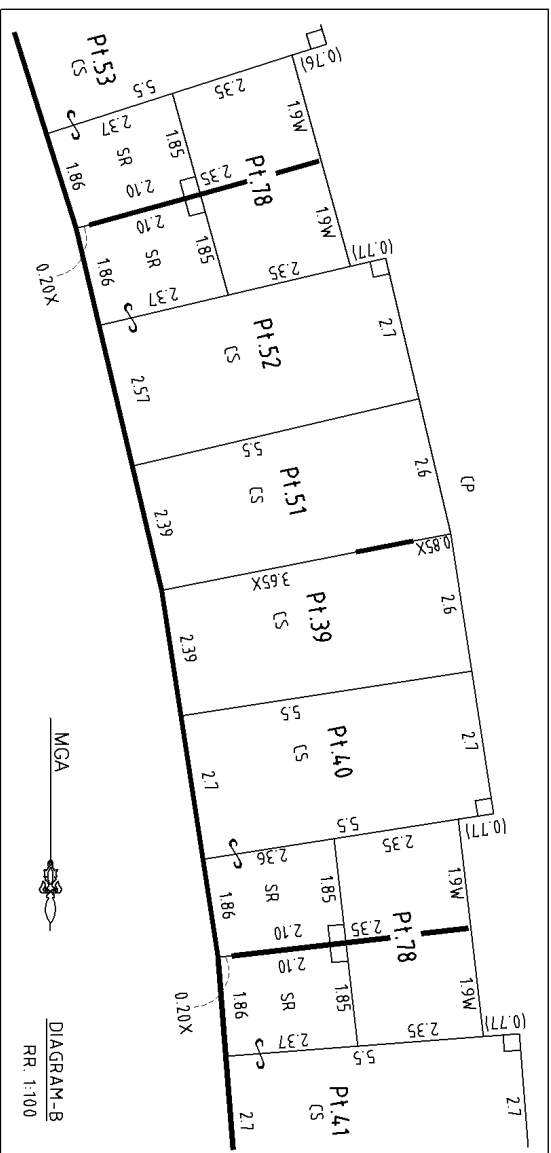 Pt.53
CS
5.5
(0.76)
2.37
2.35
1.9W
1.86
SR
1.85
Pt.78
2.10
2.35
2.10
1.9W
0.20X
1.86
SR
1.85
2.37
2.35
(0.77)
Pt.52
CS
2.7
2.57
5.5
Pt.51
CS
2.6
CP
2.39
3.65X
0.85X
Pt.39
CS
2.6
2.39
5.5
Pt.40
CS
2.7
2.7
5.5
(0.77)
2.36
2.35
1.9W
1.86
SR
1.85
Pt.78
2.10
2.35
2.10
1.9W
0.20X
1.86
SR
1.85
2.37
2.35
(0.77)
5.5
Pt.41
CS
2.7
2.7
MGA
DIAGRAM-B
RR. 1:100